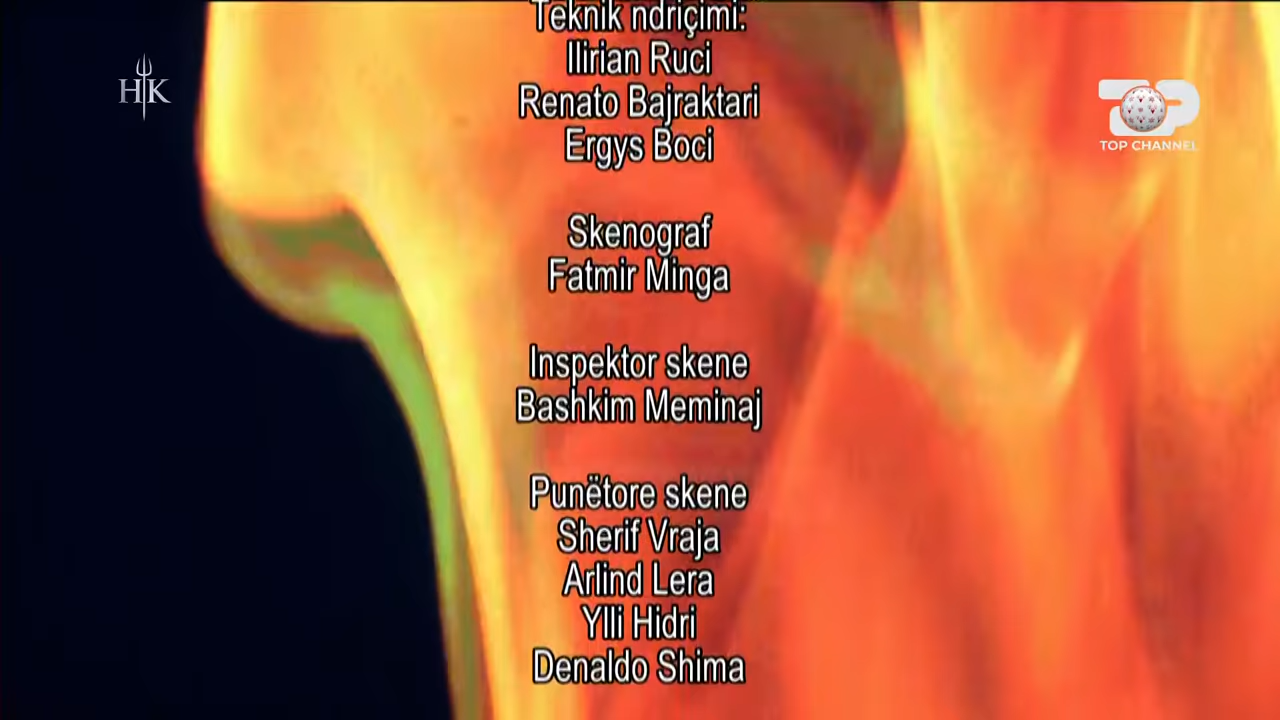 Teknik ndriçimi:
Ilirian Ruci
Renato Bajraktari
Ergys Boci
Skenograf
Fatmir Minga
Inspektor skene
Bashkim Meminaj
Punëtore skene
Sherif Vraja
Arlind Lera
Ylli Hidri
Denaldo Shima
HK
TOP
TOP CHANNEL